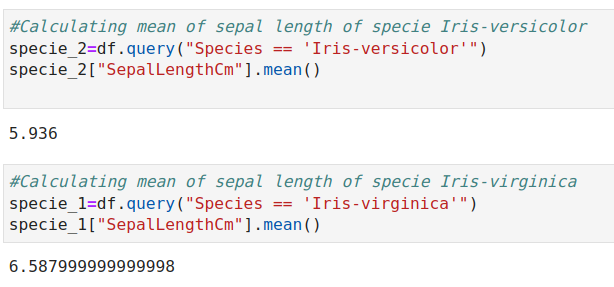 #Calculating mean of sepal length of specie Iris-versicolor
specie_2=df.query("Species == 'Iris-versicolor'")
specie_2["SepalLengthCm"].mean()
5.936
#Calculating mean of sepal length of specie Iris-virginica
specie_1=df.query("Species == 'Iris-virginica'")
specie_1["SepalLengthCm"].mean()
6.587999999999998